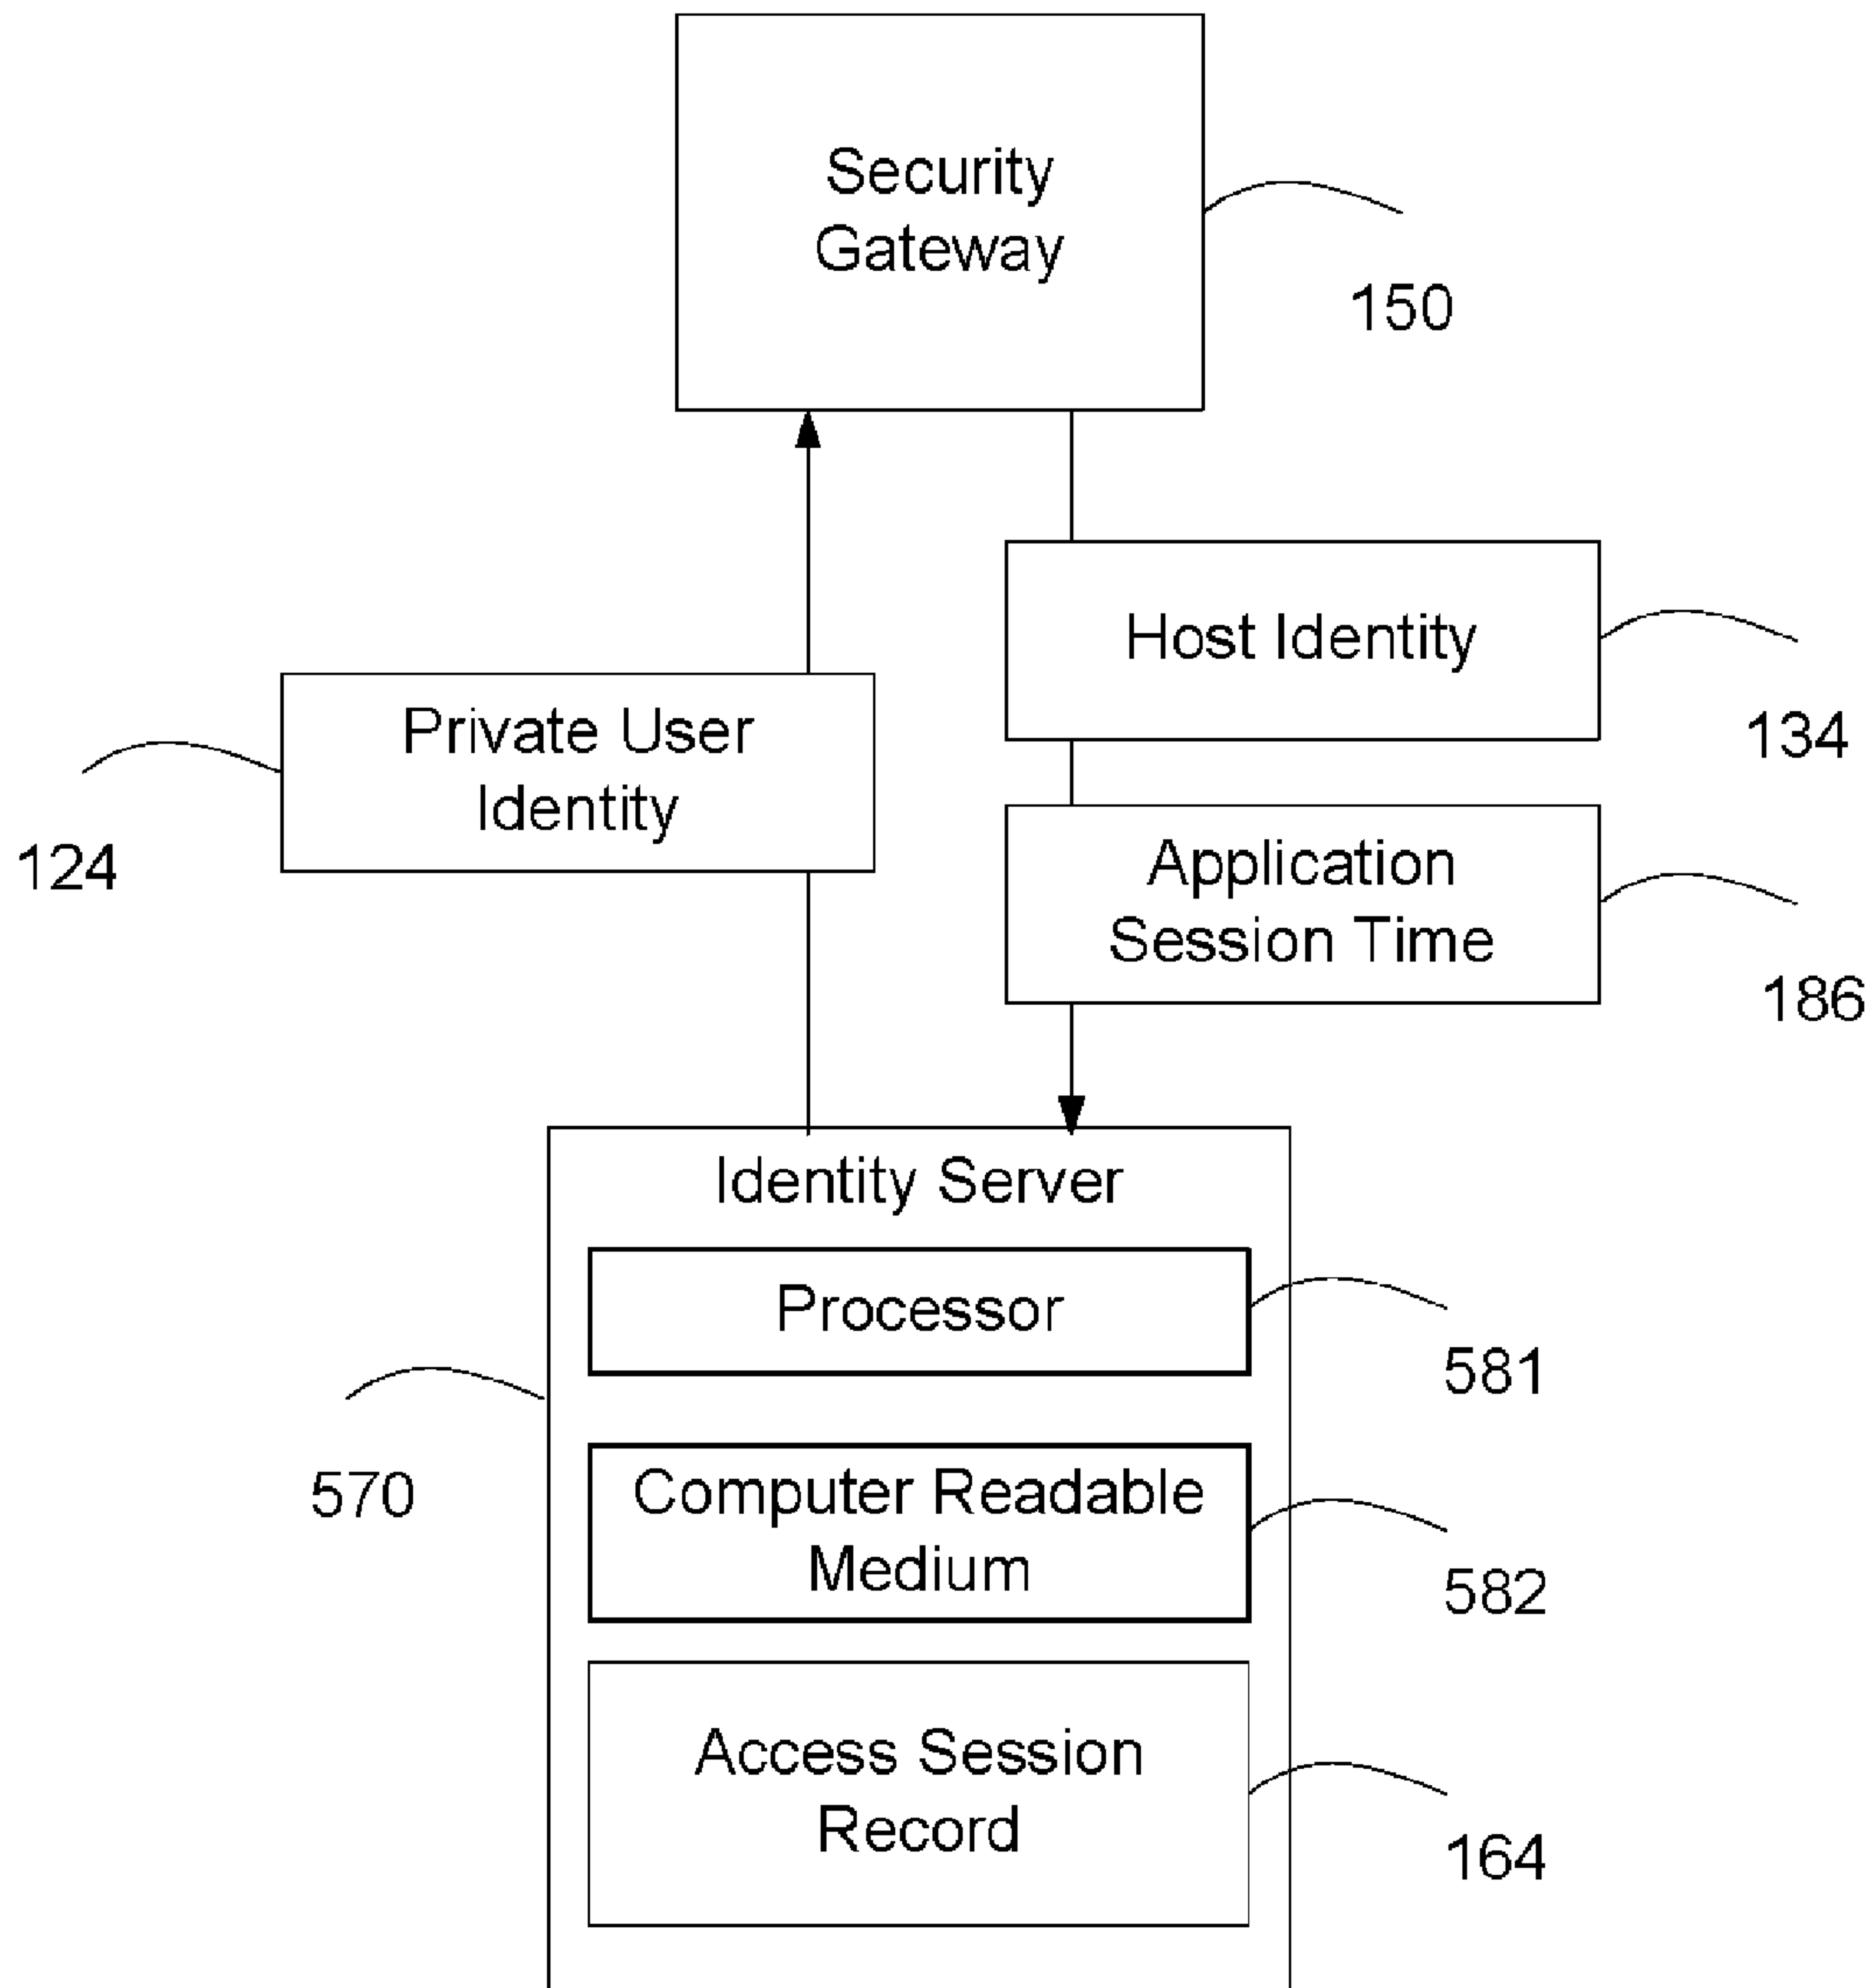 Security
Gateway
150
Host Identity
134
Private User
Identity
124
Application
Session Time
186
Identity Server
Processor
581
570
Computer Readable
Medium
582
Access Session
Record
164